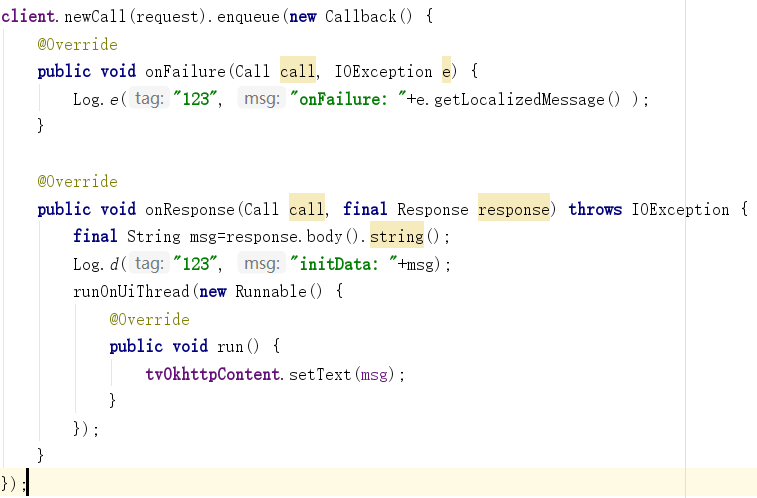 client.newCall(request).enqueue(new Callback() {
    @Override
    public void onFailure(Call call, IOException e) {
        Log.e( tag: "123",  msg: "onFailure: "+e.getLocalizedMessage() );
    }

    @Override
    public void onResponse(Call call, final Response response) throws IOException {
        final String msg=response.body().string();
        Log.d( tag: "123",  msg: "initData: "+msg);
        runOnUiThread(new Runnable() {
            @Override
            public void run() {
                tvOkhttpContent.setText(msg);
            }
        });
    }
});